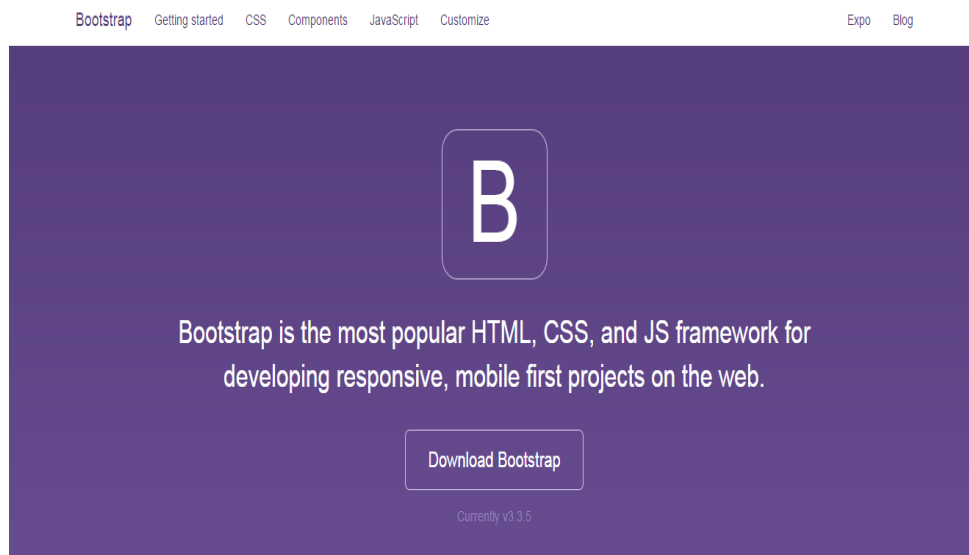 Bootstrap Getting started CSS Components JavaScript Customize Expo Blog
B
Bootstrap is the most popular HTML, CSS, and JS framework for
developing responsive, mobile first projects on the web.
Download Bootstrap
Currently v3.3.5